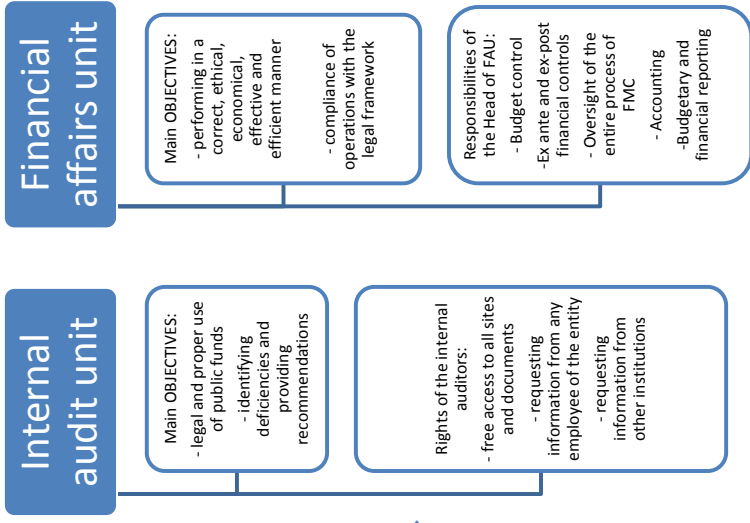 Internal
audit unit
Main OBJECTIVES:
- legal and proper use
of public funds
- identifying
deficiencies and
providing
recommendations
Rights of the internal
auditors:
- free access to all sites
and documents
- requesting
information from any
employee of the entity
- requesting
information from
other institutions
Financial
affairs unit
Main OBJECTIVES:
- performing in a
correct, ethical,
economical,
effective and
efficient manner
- compliance of
operations with the
legal framework
Responsibilities of
the Head of FAU:
- Budget control
-Ex ante and ex-post
financial controls
- Oversight of the
entire process of
FMC
- Accounting
-Budgetary and
financial reporting